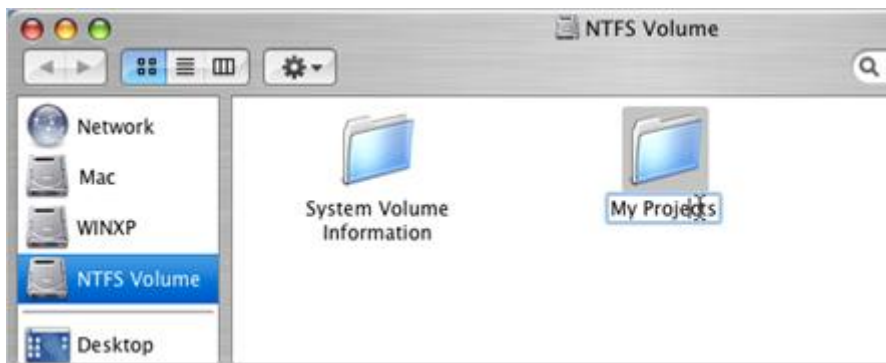 NTFS Volume
Network
Mac
WINXP
NTFS Volume
Desktop
System Volume
Information
My Projects